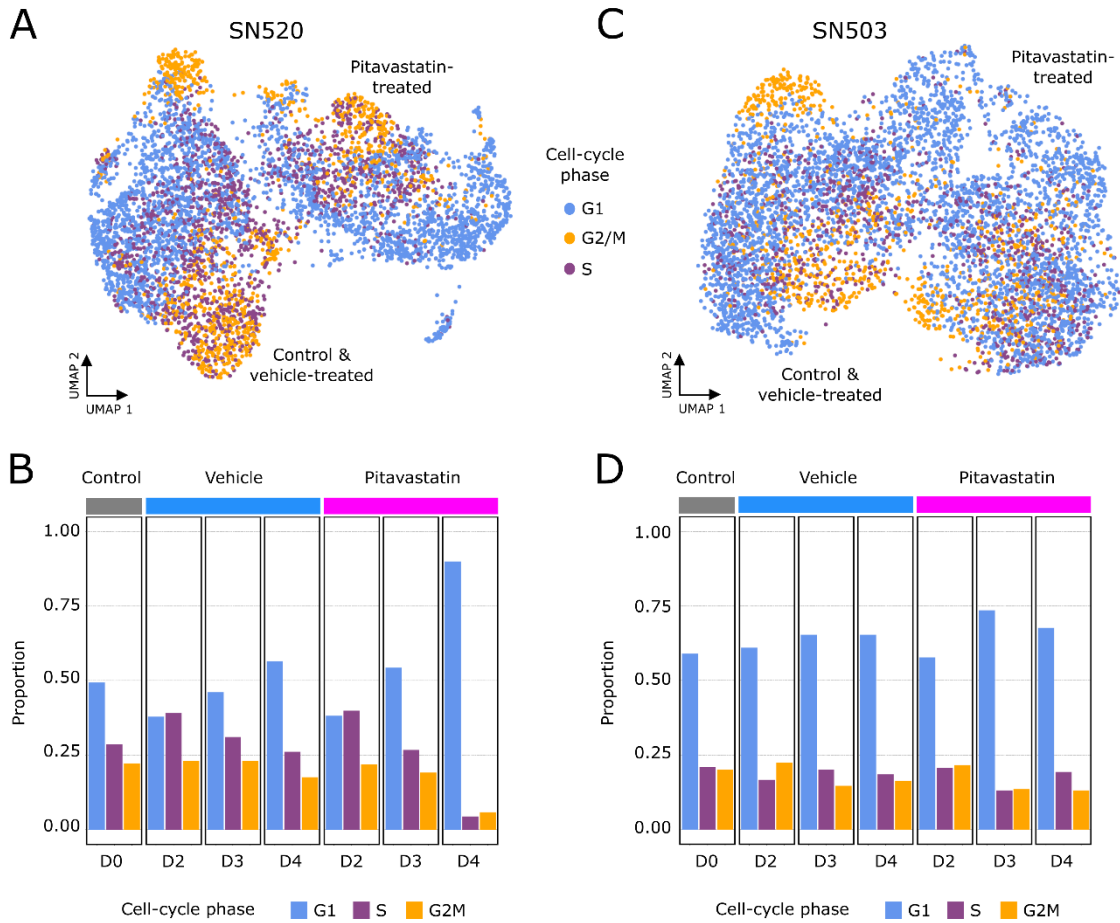 A
SN520
Pitavastatin-
treated
Control &
vehicle-treated
UMAP 2
UMAP 1
Cell-cycle
phase
G1
G2/M
S
C
SN503
Pitavastatin-
treated
Control &
vehicle-treated
UMAP 2
UMAP 1
B
Control Vehicle Pitavastatin
Proportion
1.00
0.75
0.50
0.25
0.00
D0 D2 D3 D4 D2 D3 D4
Cell-cycle phase G1 S G2M
D
Control Vehicle Pitavastatin
Proportion
1.00
0.75
0.50
0.25
0.00
D0 D2 D3 D4 D2 D3 D4
Cell-cycle phase G1 S G2M